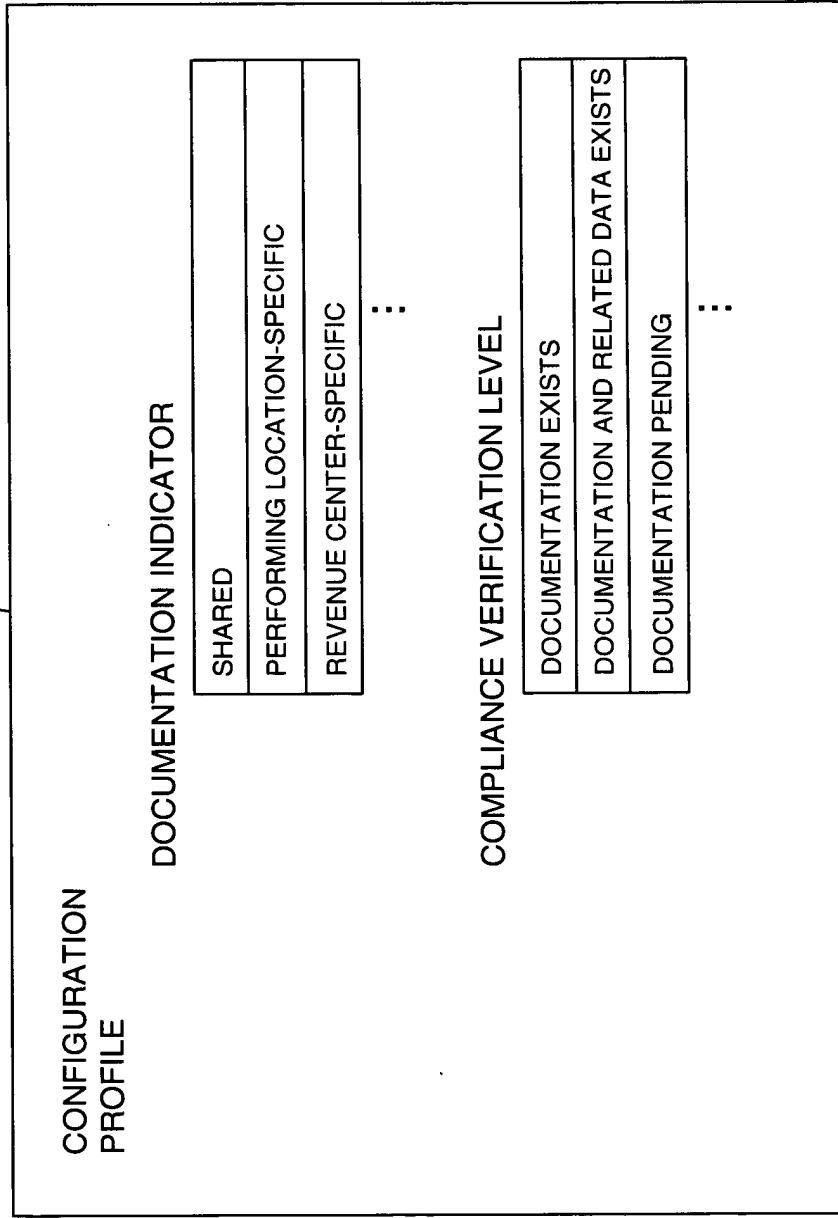 CONFIGURATION
PROFILE
DOCUMENTATION INDICATOR
SHARED
PERFORMING LOCATION-SPECIFIC
REVENUE CENTER-SPECIFIC
...
COMPLIANCE VERIFICATION LEVEL
DOCUMENTATION EXISTS
DOCUMENTATION AND RELATED DATA EXISTS
DOCUMENTATION PENDING
...